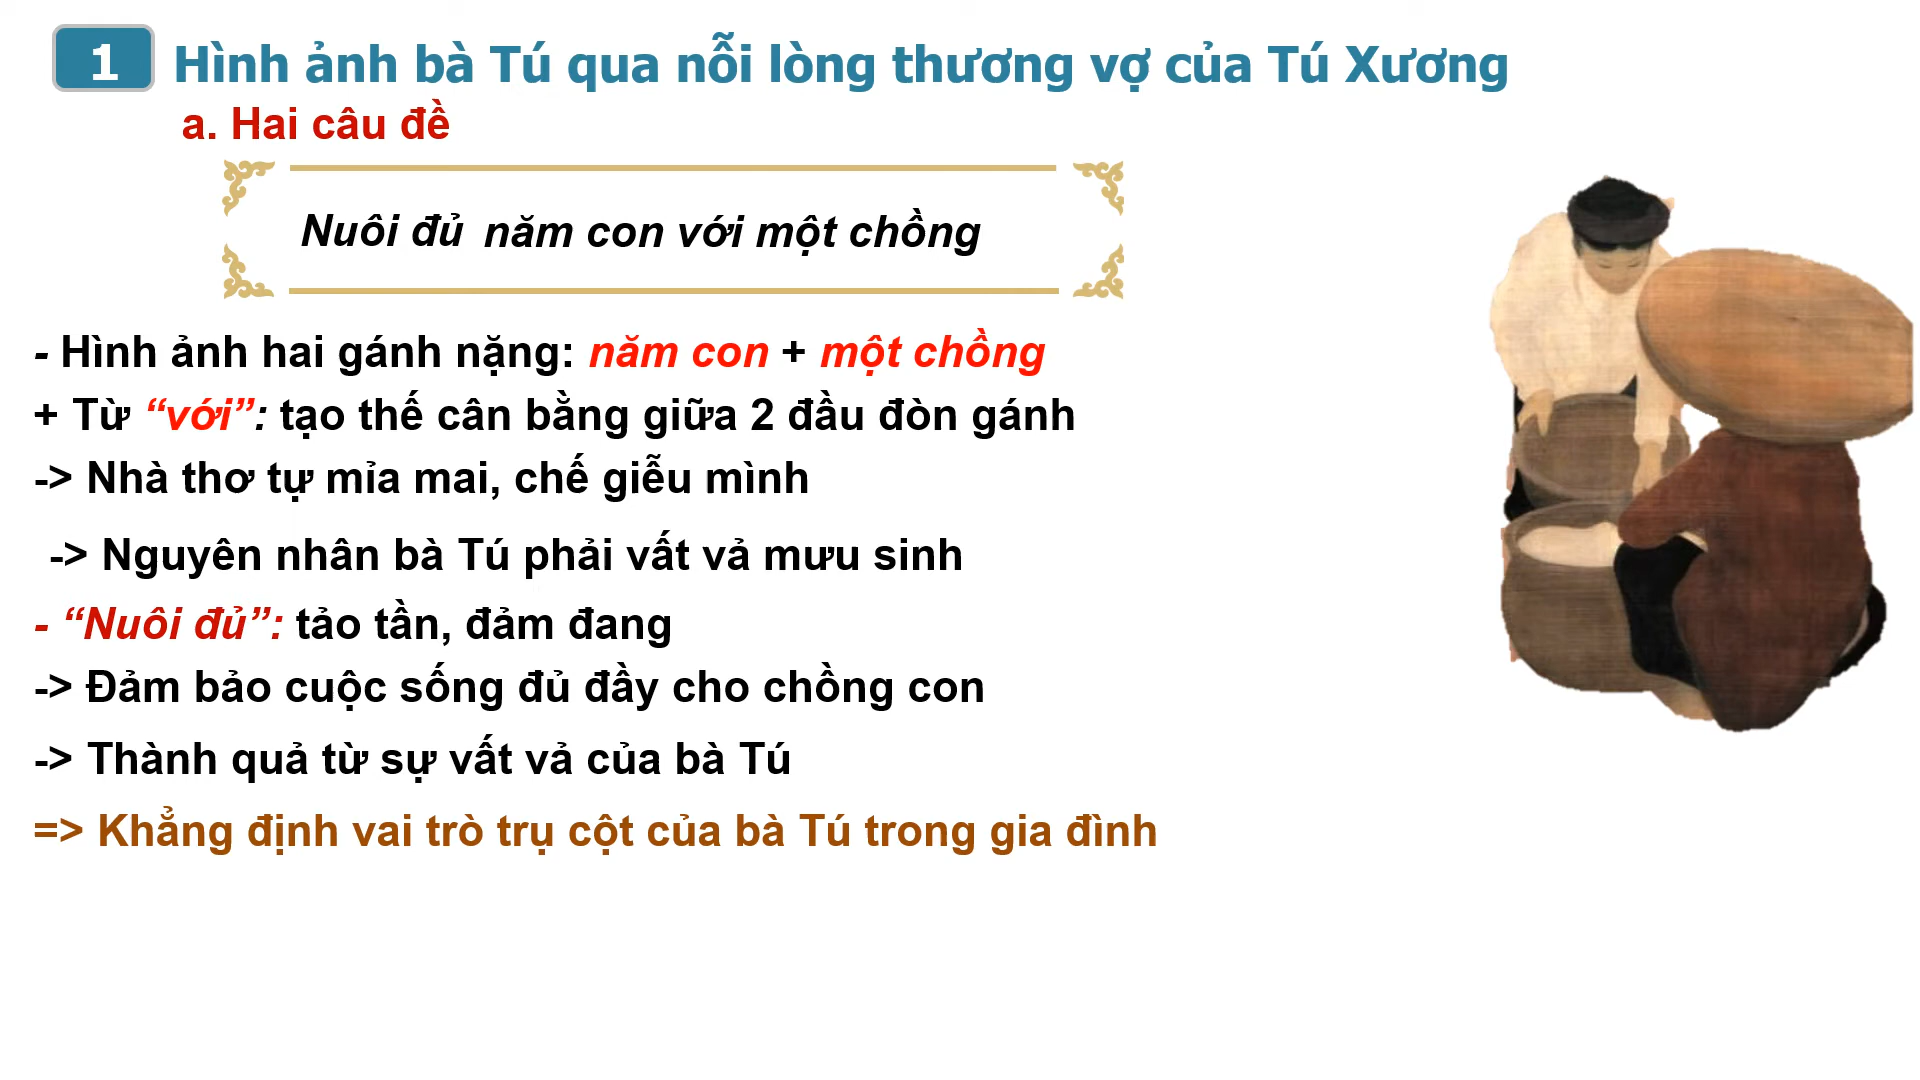 1 Hình ảnh bà Tú qua nỗi lòng thương vợ của Tú Xương
a. Hai câu đề
Nuôi đủ năm con với một chồng
- Hình ảnh hai gánh nặng: năm con + một chồng
+ Từ “với”: tạo thế cân bằng giữa 2 đầu đòn gánh
-> Nhà thơ tự mỉa mai, chế giễu mình
-> Nguyên nhân bà Tú phải vất vả mưu sinh
- “Nuôi đủ”: tảo tần, đảm đang
-> Đảm bảo cuộc sống đủ đầy cho chồng con
-> Thành quả từ sự vất vả của bà Tú
=> Khẳng định vai trò trụ cột của bà Tú trong gia đình